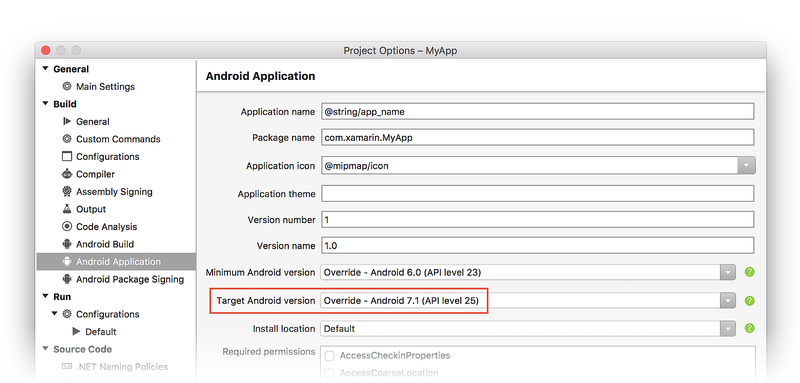 Project Options – MyApp
General
Main Settings
Build
General
Custom Commands
Configurations
Compiler
Assembly Signing
Output
Code Analysis
Android Build
Android Application
Android Package Signing
Run
Configurations
Default
Source Code
.NET Naming Policies
Android Application
Application name @string/app_name
Package name com.xamarin.MyApp
Application icon @mipmap/icon
Application theme
Version number 1
Version name 1.0
Minimum Android version Override – Android 6.0 (API level 23) ?
Target Android version Override – Android 7.1 (API level 25) ?
Install location Default ?
Required permissions AccessCheckinProperties
AccessCoarseLocation